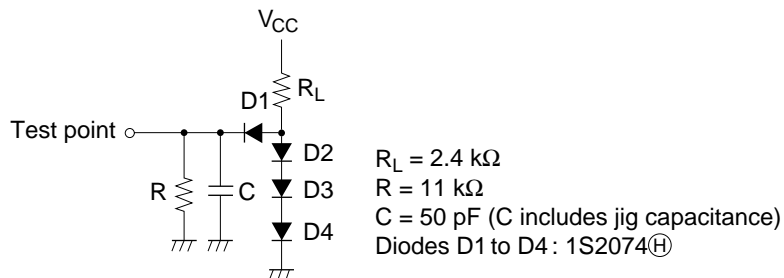 VCC
RL
D1
Test point
D2
R
C
D3
D4
RL = 2.4 kΩ
R = 11 kΩ
C = 50 pF (C includes jig capacitance)
Diodes D1 to D4 : 1S2074Ⓗ